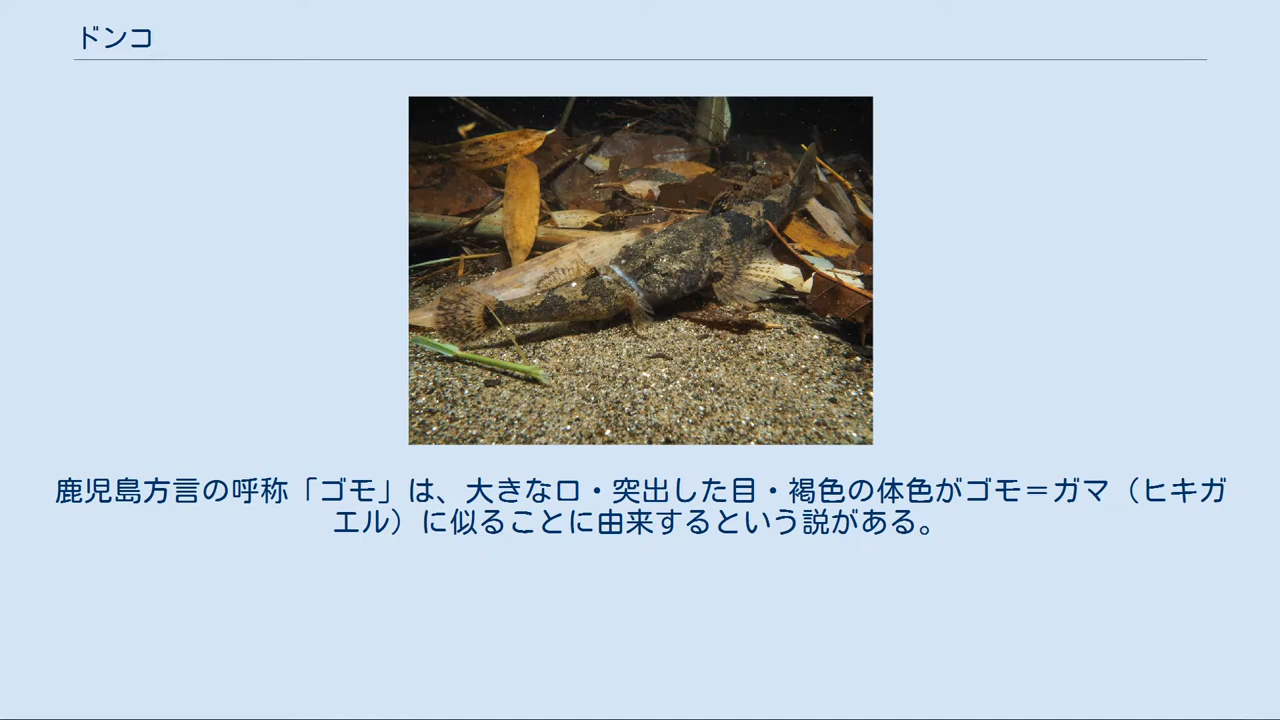 ドンコ
鹿児島方言の呼称「ゴモ」は、大きな口・突出した目・褐色の体色がゴモ＝ガマ（ヒキガ
エル）に似ることに由来するという説がある。